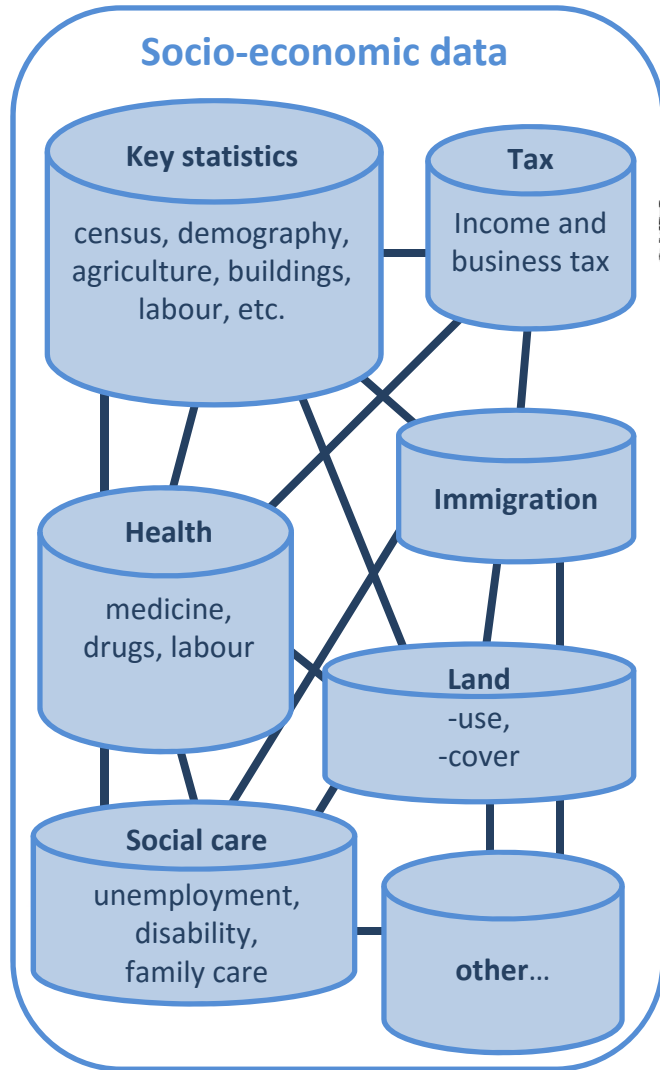 Socio-economic data
Key statistics
census, demography,
agriculture, buildings,
labour, etc.
Tax
Income and
business tax
Immigration
Health
medicine,
drugs, labour
Land
-use,
-cover
Social care
unemployment,
disability,
family care
other...